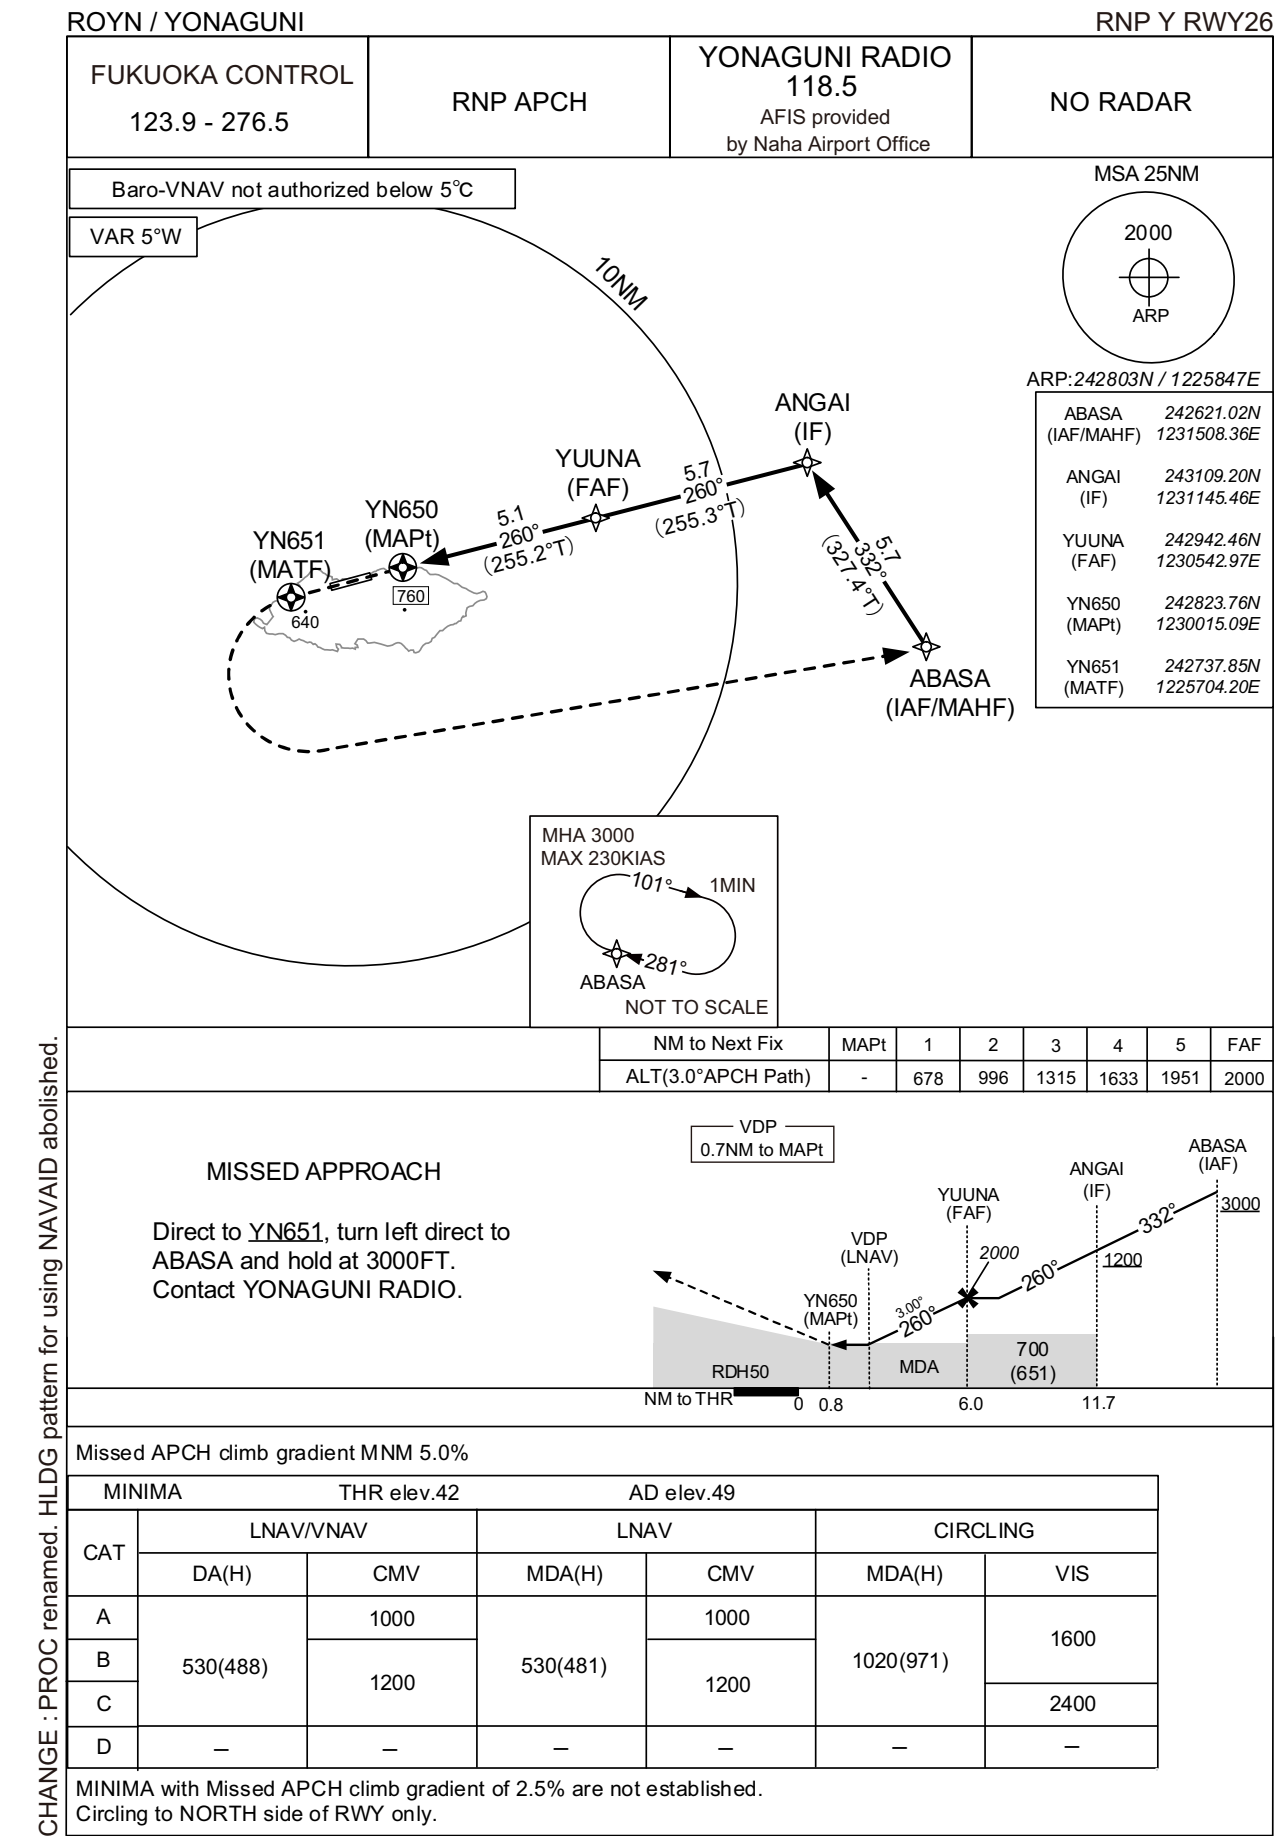 ROYN / YONAGUNI
RNP Y RWY26
FUKUOKA CONTROL
123.9 - 276.5
RNP APCH
YONAGUNI RADIO
118.5
AFIS provided
by Naha Airport Office
NO RADAR
Baro-VNAV not authorized below 5°C
VAR 5°W
MSA 25NM
2000
ARP
ARP:242803N / 1225847E
ABASA 242621.02N
(IAF/MAHF) 1231508.36E
ANGAI 243109.20N
(IF) 1231145.46E
YUUNA 242942.46N
(FAF) 1230542.97E
YN650 242823.76N
(MAPt) 1230015.09E
YN651 242737.85N
(MATF) 1225704.20E
10NM
ANGAI
(IF)
YUUNA
(FAF)
YN650
(MAPt)
YN651
(MATF)
5.7
260°
(255.3°T)
5.1
260°
(255.2°T)
5.7
332°
(327.4°T)
760
640
ABASA
(IAF/MAHF)
MHA 3000
MAX 230KIAS
101°
1MIN
281°
ABASA
NOT TO SCALE
NM to Next Fix MAPt 1 2 3 4 5 FAF
ALT(3.0°APCH Path) - 678 996 1315 1633 1951 2000
MISSED APPROACH
Direct to YN651, turn left direct to
ABASA and hold at 3000FT.
Contact YONAGUNI RADIO.
VDP
0.7NM to MAPt
ABASA
(IAF)
ANGAI
(IF)
YUUNA
(FAF)
VDP
(LNAV)
YN650
(MAPt)
3000
332°
1200
2000
260°
3.00°
260°
700
(651)
MDA
RDH50
NM to THR 0 0.8 6.0 11.7
Missed APCH climb gradient MNM 5.0%
MINIMA THR elev.42 AD elev.49
CAT LNAV/VNAV LNAV CIRCLING
DA(H) CMV MDA(H) CMV MDA(H) VIS
A 1000 1000
B 530(488) 1200 530(481) 1200 1020(971) 1600
C 2400
D – – – – – –
MINIMA with Missed APCH climb gradient of 2.5% are not established.
Circling to NORTH side of RWY only.
CHANGE : PROC renamed. HLDG pattern for using NAVAID abolished.